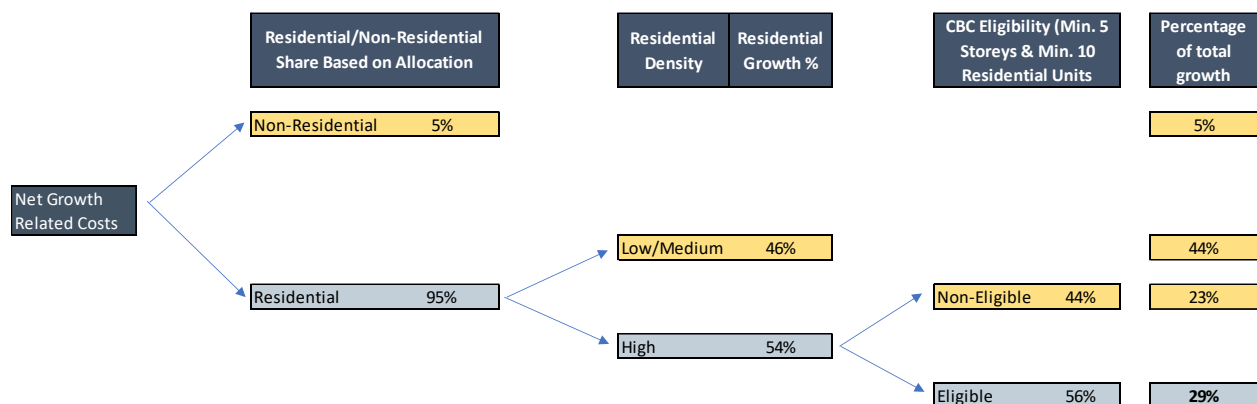 Residential/Non-Residential
Share Based on Allocation
Residential
Density
Residential
Growth %
CBC Eligibility (Min. 5
Storeys & Min. 10
Residential Units
Percentage
of total
growth
Non-Residential 5%
5%
Net Growth
Related Costs
Low/Medium 46%
44%
Residential 95%
Non-Eligible 44%
23%
High 54%
Eligible 56%
29%